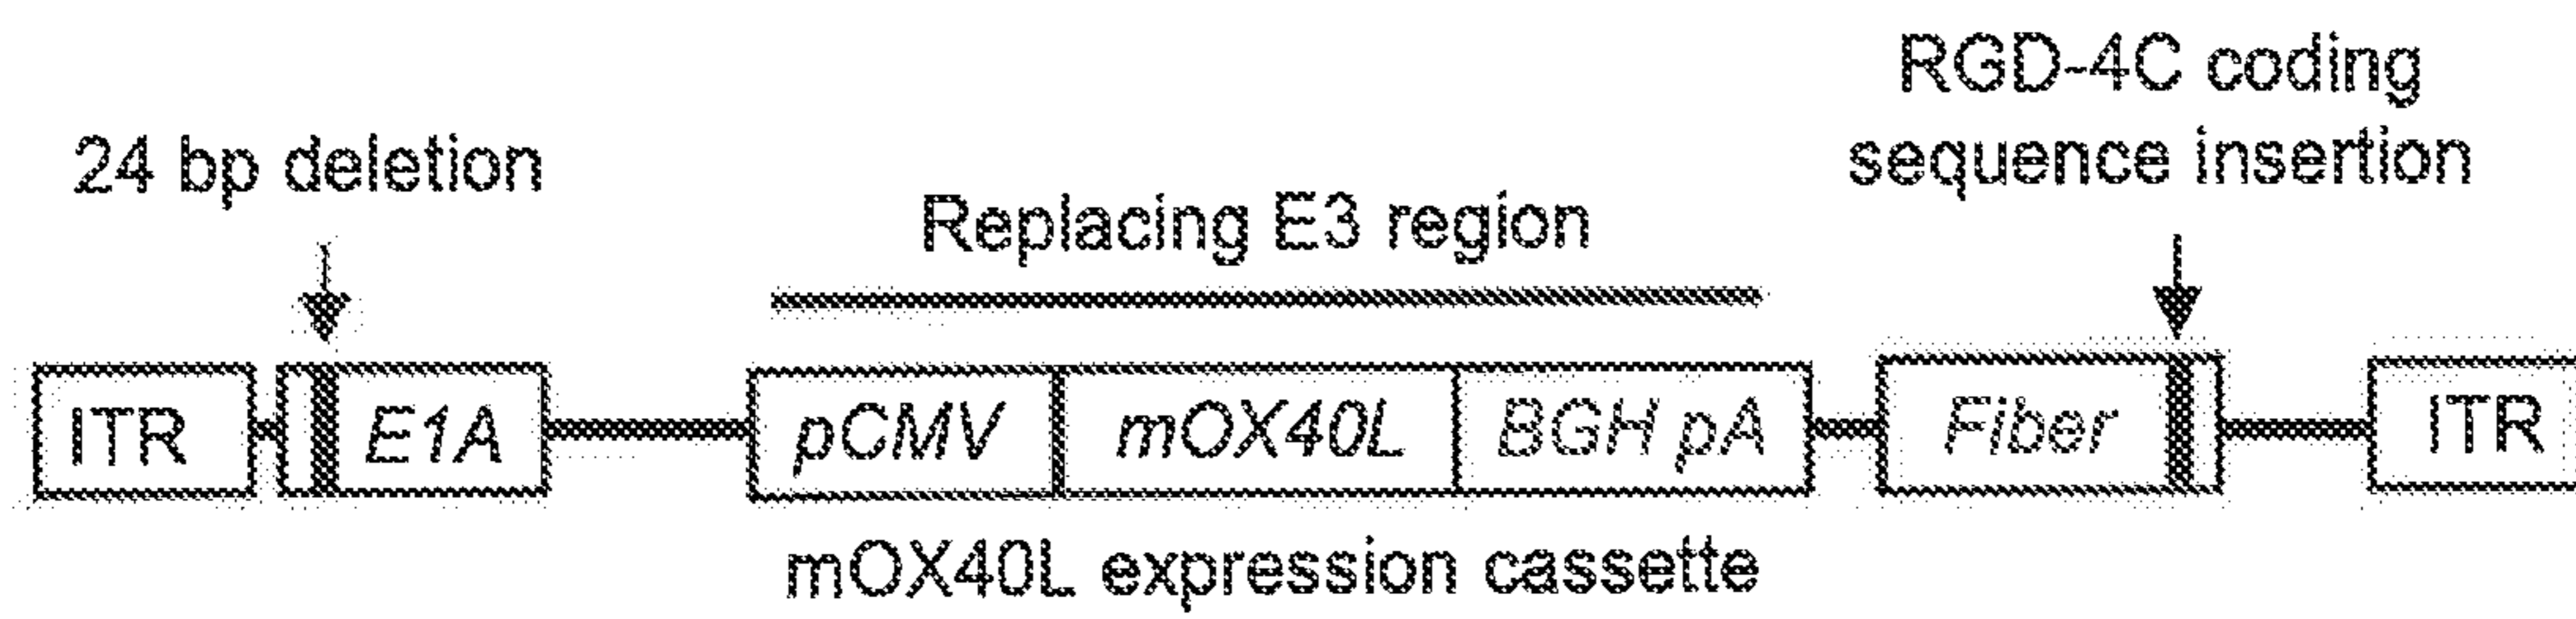 RGD-4C coding
sequence insertion
24 bp deletion
Replacing E3 region
ITR E1A pCMV mOX40L BGH pA Fiber ITR
mOX40L expression cassette